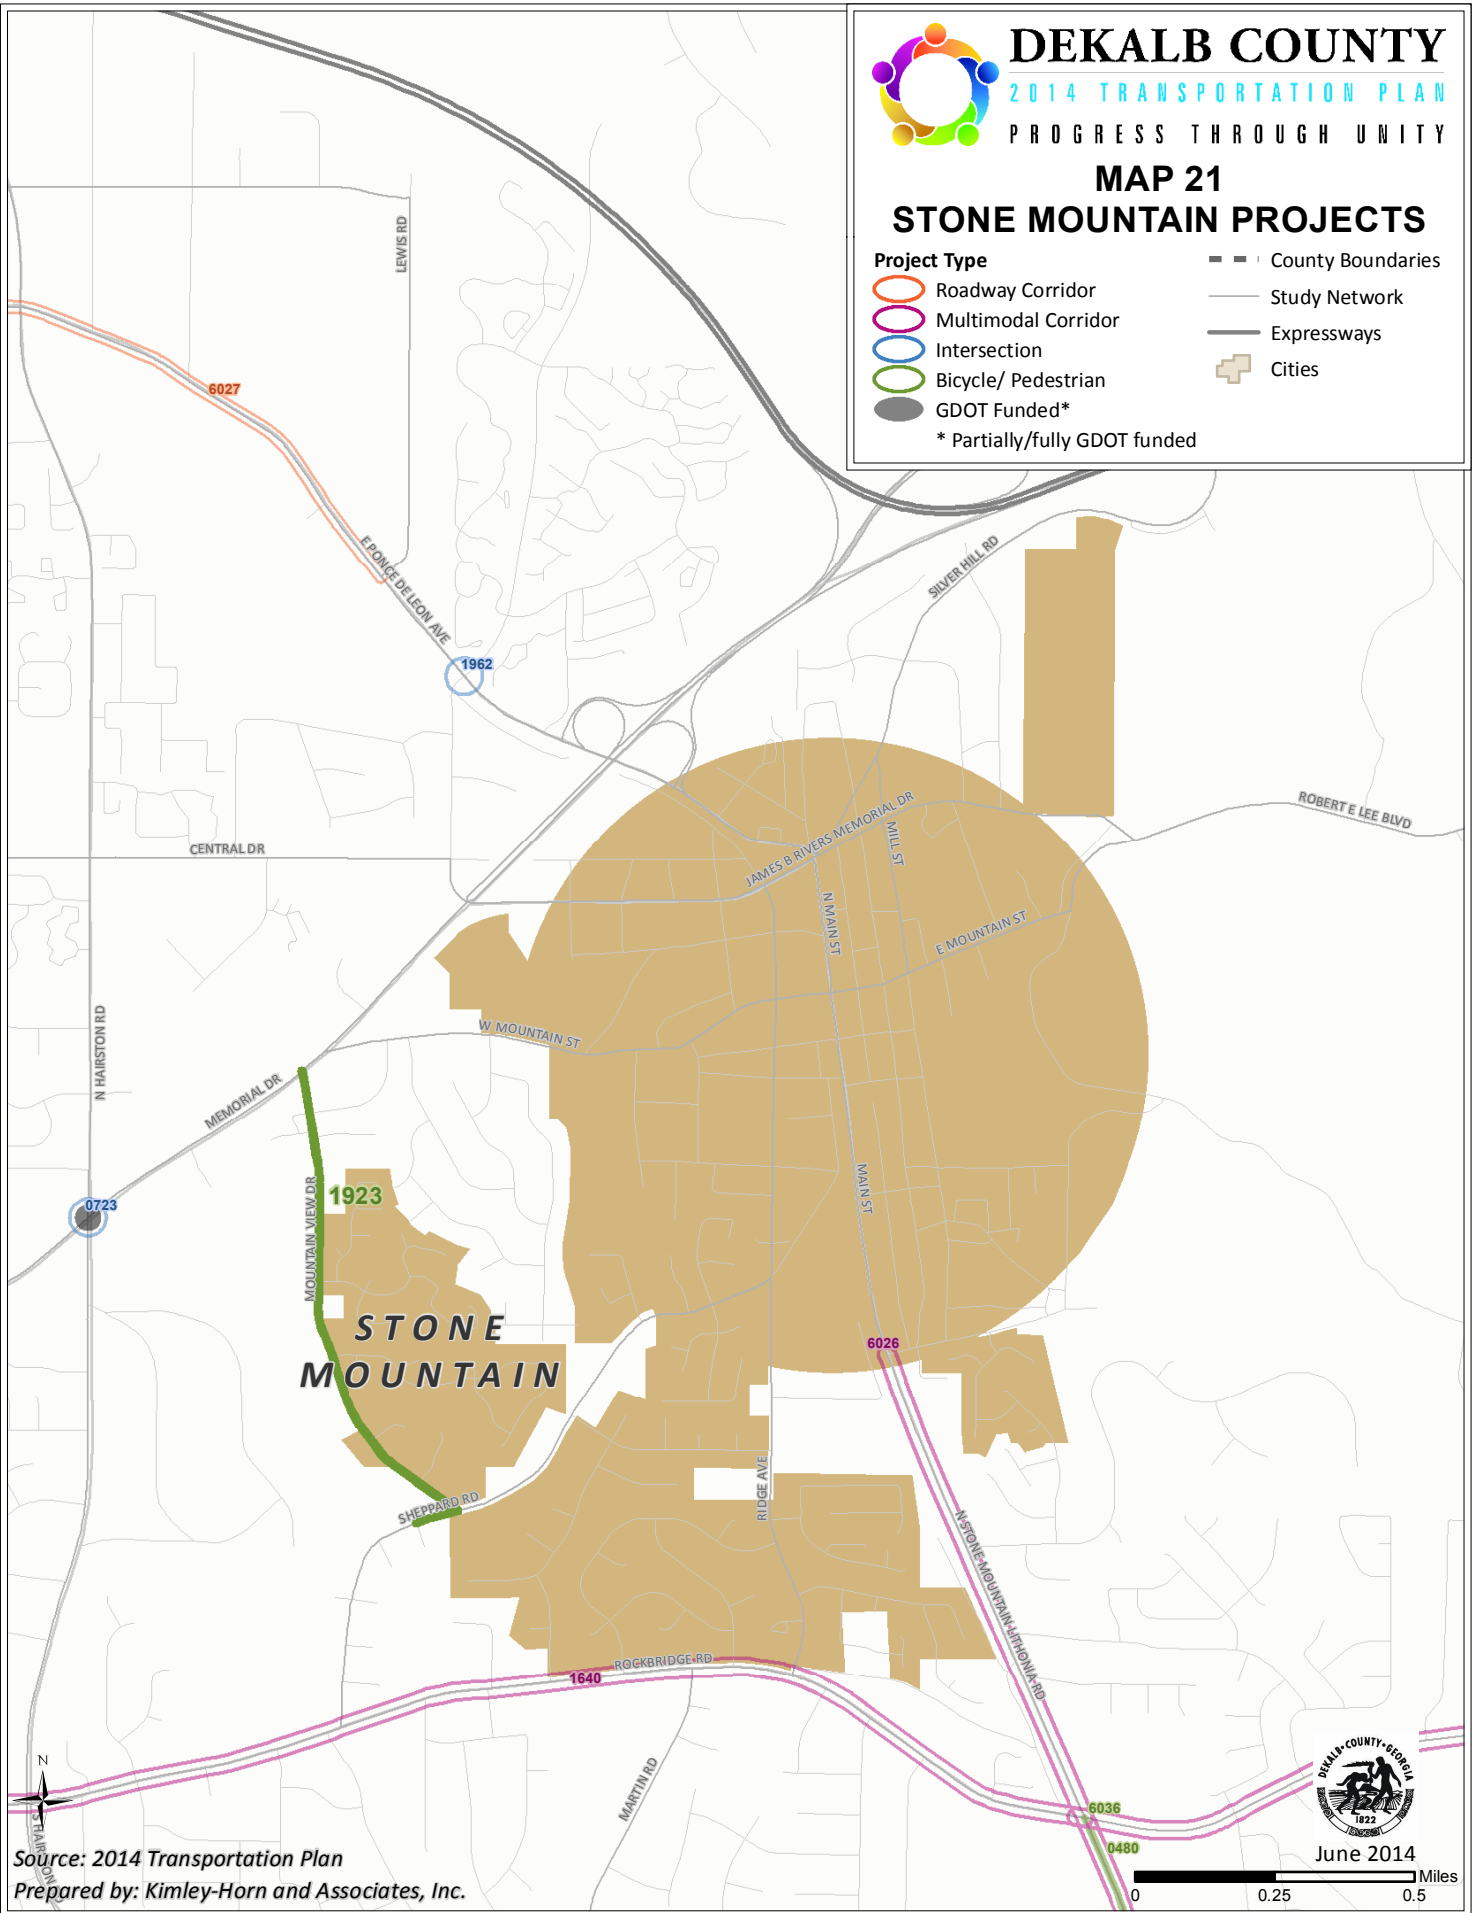 DEKALB COUNTY
2014 TRANSPORTATION PLAN
PROGRESS THROUGH UNITY
MAP 21
STONE MOUNTAIN PROJECTS
Project Type
Roadway Corridor
Multimodal Corridor
Intersection
Bicycle/ Pedestrian
GDOT Funded*
* Partially/fully GDOT funded
County Boundaries
Study Network
Expressways
Cities
LEWIS RD
6027
E PONCE DE LEON AVE
SILVER HILL RD
1962
ROBERT E LEE BLVD
JAMES B RIVERS MEMORIAL DR
MILL ST
CENTRAL DR
N MAIN ST
E MOUNTAIN ST
W MOUNTAIN ST
N HAIRSTON RD
MEMORIAL DR
0723
1923
MOUNTAIN VIEW DR
MAIN ST
STONE
MOUNTAIN
6026
SHEPPARD RD
RIDGE AVE
N STONE MOUNTAIN LITHONIA RD
ROCKBRIDGE RD
1640
MARTIN RD
6036
0480
N
S HAIRSTON
DEKALB•COUNTY•GEORGIA
1822
June 2014
Miles
0
0.25
0.5
Source: 2014 Transportation Plan
Prepared by: Kimley-Horn and Associates, Inc.